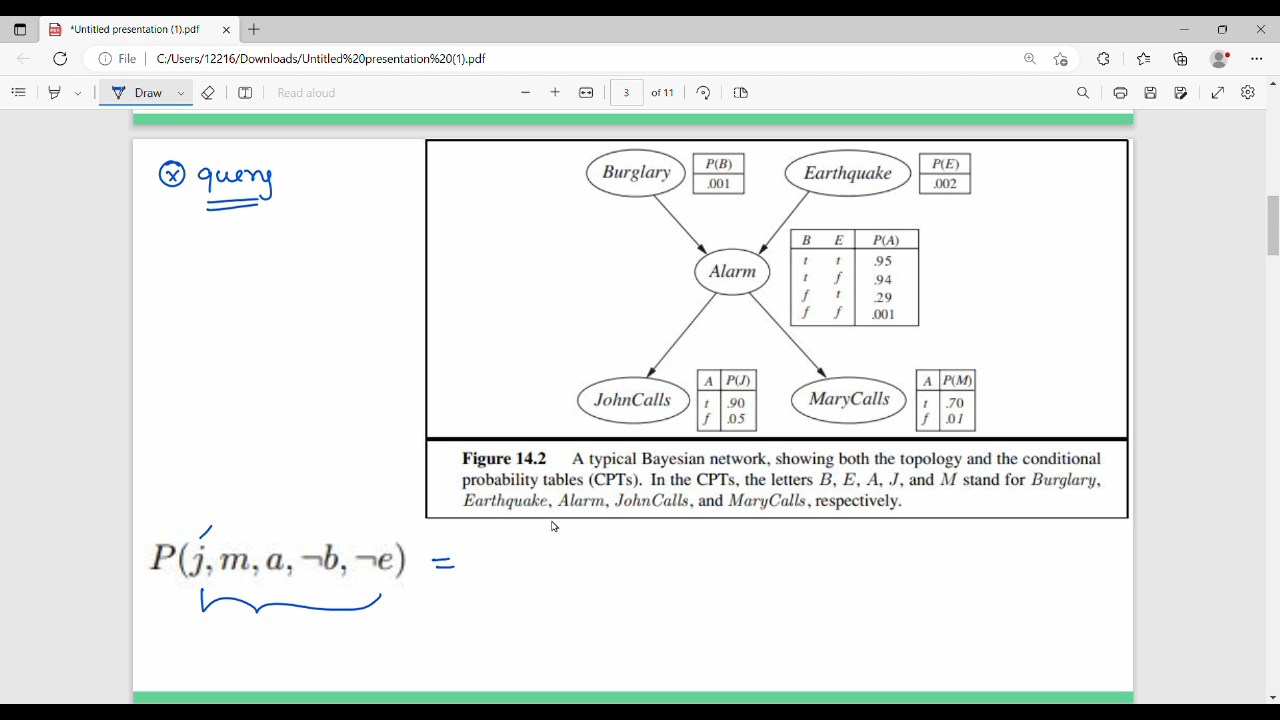 *Untitled presentation (1).pdf
File C:/Users/12216/Downloads/Untitled%20presentation%20(1).pdf
Draw Read aloud 3 of 11
x query
Burglary P(B) .001
Earthquake P(E) .002
Alarm
B E P(A)
t t .95
t f .94
f t .29
f f .001
JohnCalls
A P(J)
t .90
f .05
MaryCalls
A P(M)
t .70
f .01
Figure 14.2 A typical Bayesian network, showing both the topology and the conditional
probability tables (CPTs). In the CPTs, the letters B, E, A, J, and M stand for Burglary,
Earthquake, Alarm, JohnCalls, and MaryCalls, respectively.
P(j, m, a, ¬b, ¬e) =